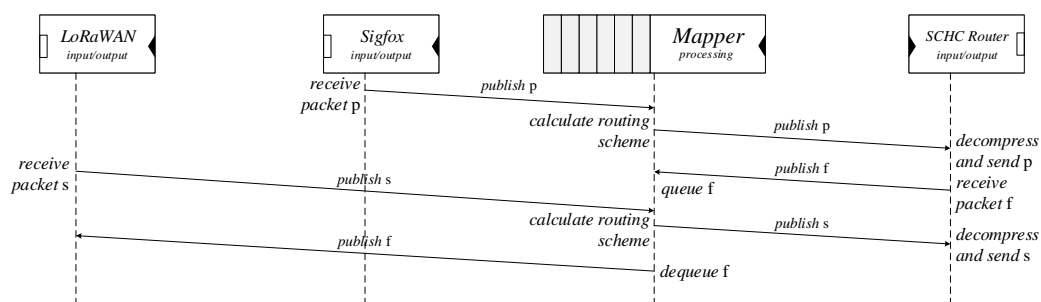 LoRaWAN
input/output
Sigfox
input/output
Mapper
processing
SCHC Router
input/output
receive
packet p
publish p
calculate routing
scheme
publish p
decompress
and send p
receive
packet s
publish s
publish f
queue f
receive
packet f
calculate routing
scheme
publish s
decompress
and send s
publish f
dequeue f